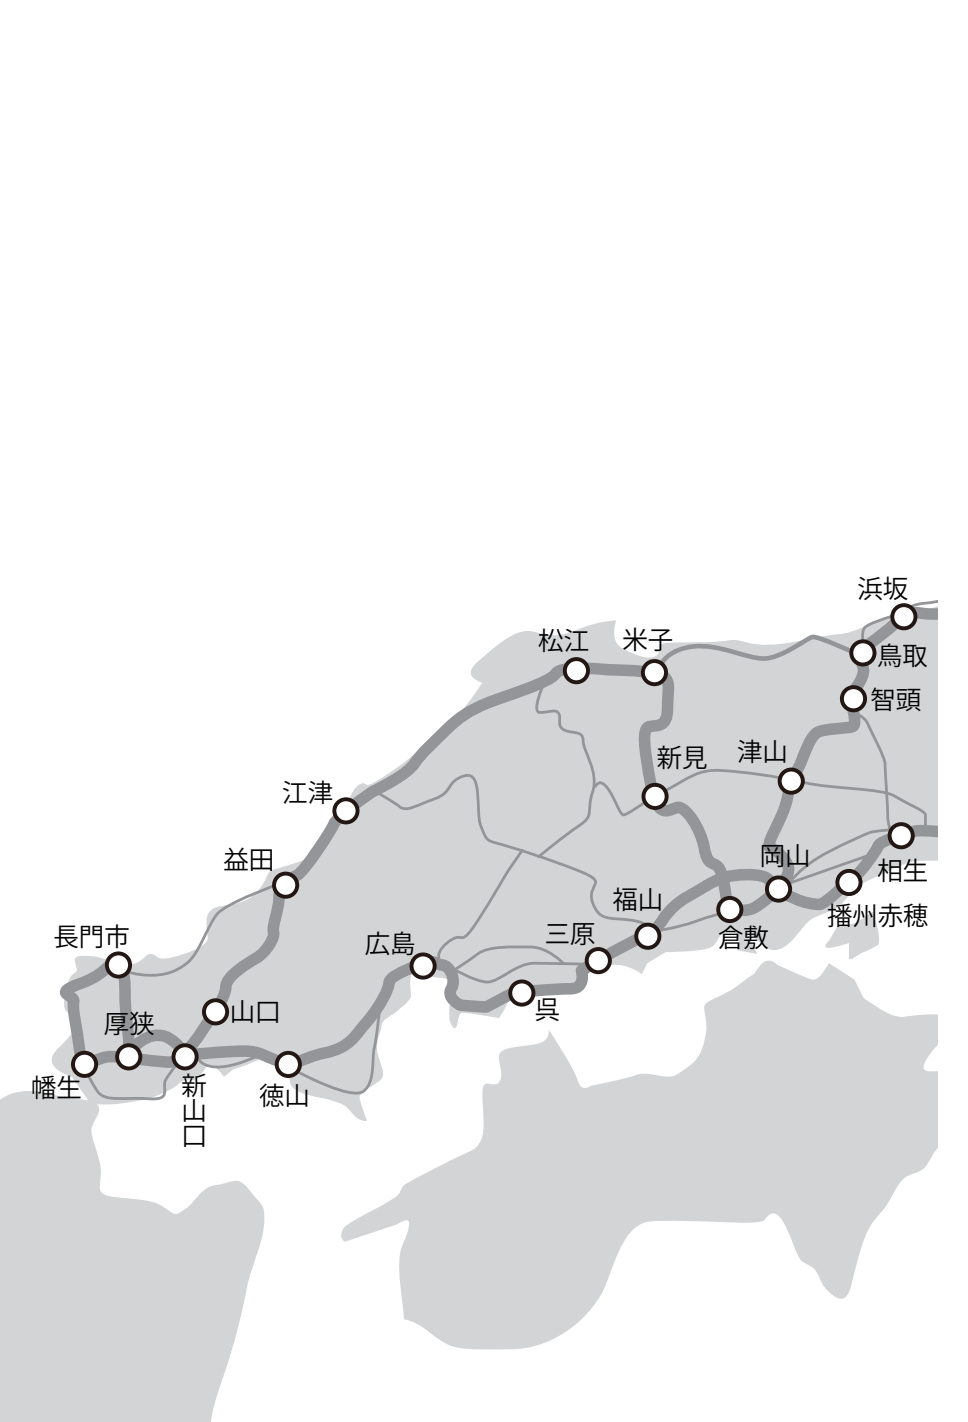 浜坂
松江
米子
鳥取
智頭
新見
津山
江津
益田
岡山
相生
福山
播州赤穂
長門市
広島
三原
倉敷
山口
呉
厚狭
幡生
新山口
徳山